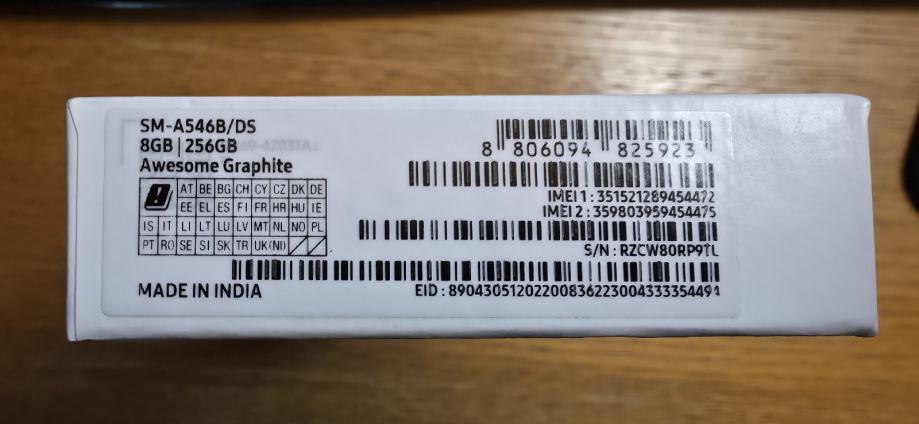 SM-A546B/DS
8GB | 256GB
Awesome Graphite
AT BE BG CH CY CZ DK DE
EE EL ES FI FR HR HU IE
IS IT LI LT LU LV MT NL NO PL
PT RO SE SI SK TR UK(NI)
MADE IN INDIA
8 806094 825923
IMEI 1 : 351521289454472
IMEI 2 : 359803959454475
S/N : RZCW80RP9TL
EID : 89043051202200836223004333354491